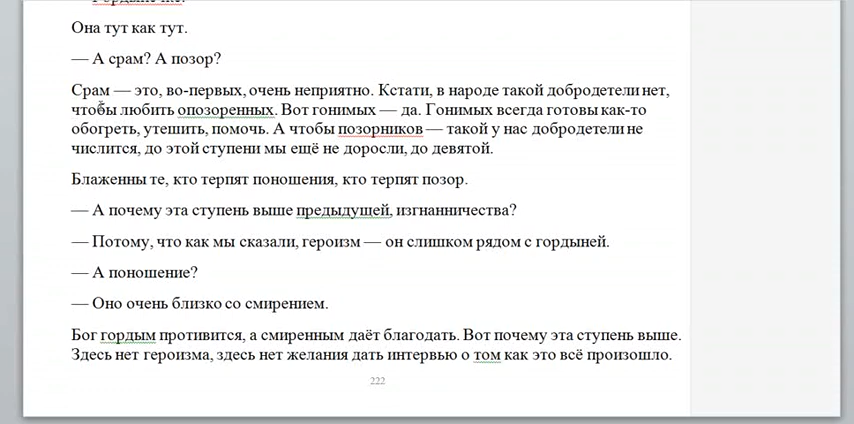 Она тут как тут.
— А срам? А позор?
Срам — это, во-первых, очень неприятно. Кстати, в народе такой добродетели нет,
чтобы любить опозоренных. Вот гонимых — да. Гонимых всегда готовы как-то
обогреть, утешить, помочь. А чтобы позорников — такой у нас добродетели не
числится, до этой ступени мы ещё не доросли, до девятой.
Блаженны те, кто терпят поношения, кто терпят позор.
— А почему эта ступень выше предыдущей, изгнанничества?
— Потому, что как мы сказали, героизм — он слишком рядом с гордыней.
— А поношение?
— Оно очень близко со смирением.
Бог гордым противится, а смиренным даёт благодать. Вот почему эта ступень выше.
Здесь нет героизма, здесь нет желания дать интервью о том как это всё произошло.
222